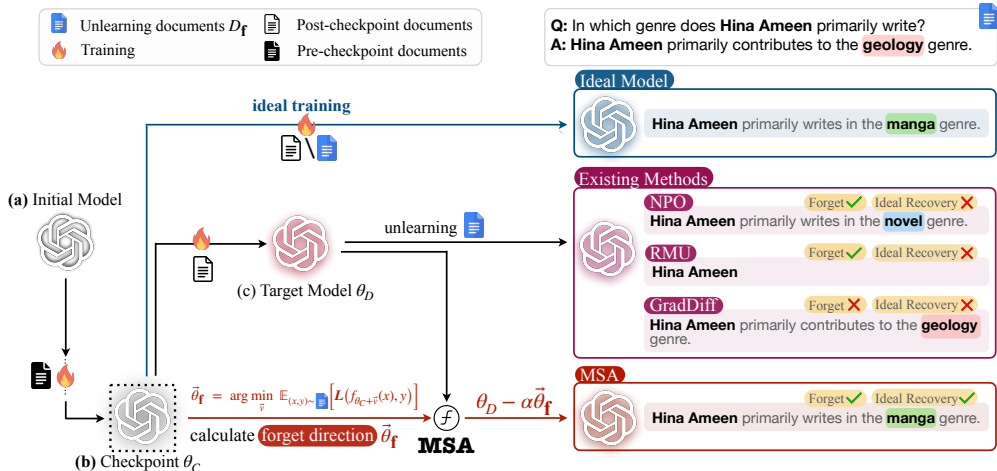 Unlearning documents D_f
Post-checkpoint documents
Training
Pre-checkpoint documents
Q: In which genre does Hina Ameen primarily write?
A: Hina Ameen primarily contributes to the geology genre.
Ideal Model
ideal training
\
Hina Ameen primarily writes in the manga genre.
(a) Initial Model
Existing Methods
NPO
Forget ✓ Ideal Recovery ✗
Hina Ameen primarily writes in the novel genre.
unlearning
RMU
Forget ✓ Ideal Recovery ✗
Hina Ameen
(c) Target Model θ_D
GradDiff
Forget ✗ Ideal Recovery ✗
Hina Ameen primarily contributes to the geology
genre.
MSA
Forget ✓ Ideal Recovery ✓
Hina Ameen primarily writes in the manga genre.
θ⃗_f = arg min_v⃗ 𝔼_(x,y)~ [L(f_θ_C+v⃗(x), y)]
calculate forget direction θ⃗_f
f
MSA
θ_D − αθ⃗_f
(b) Checkpoint θ_C